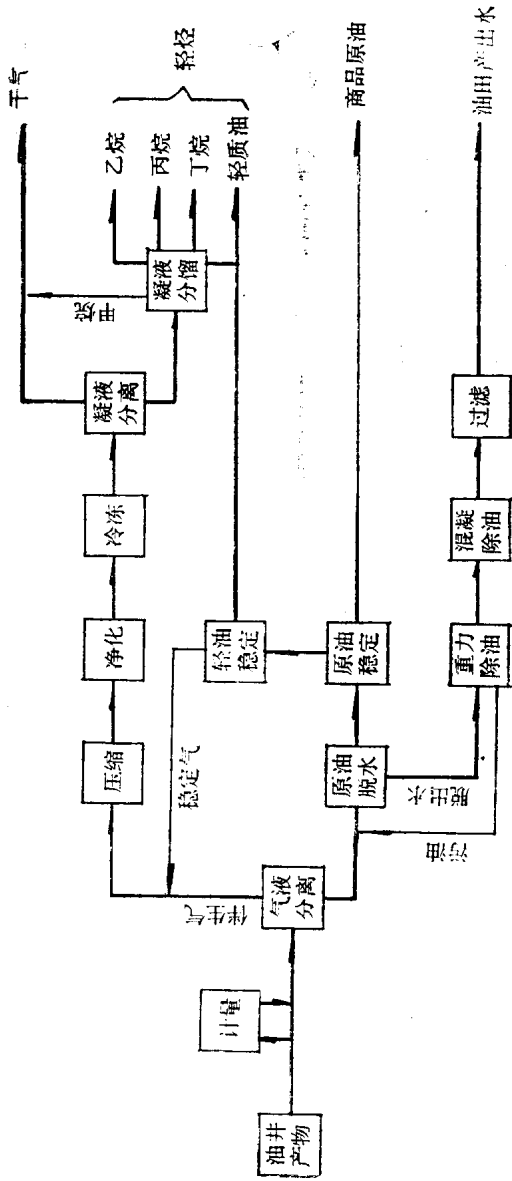 油井
产物
计量
气液
分离
伴生气
稳定气
压缩
净化
冷冻
凝液
分离
甲烷
凝液
分馏
干气
乙烷
丙烷
丁烷
轻质油
轻烃
轻油
稳定
原油
脱水
原油
稳定
商品原油
脱出水
污油
重力
除油
混凝
除油
过滤
油田产出水